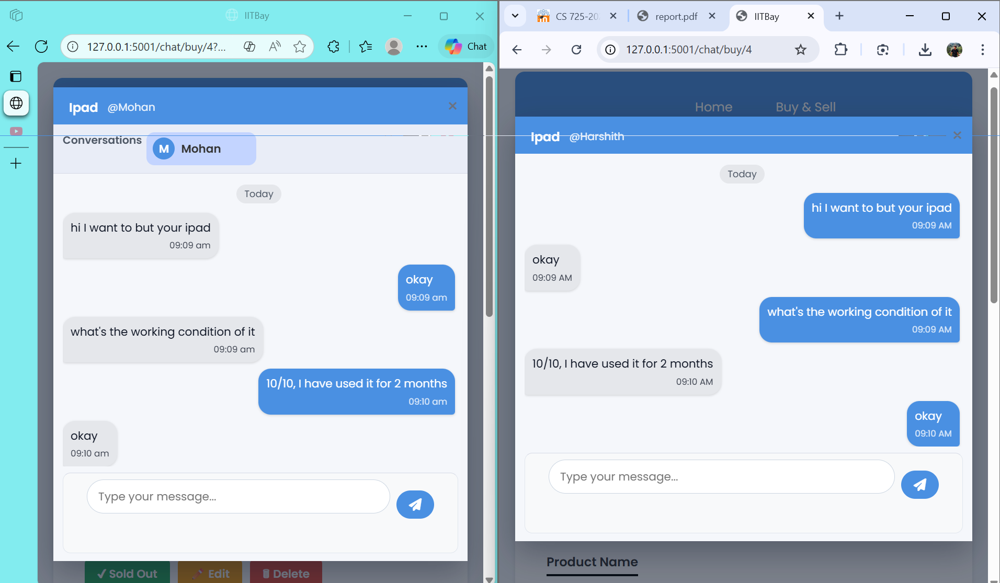 IITBay
127.0.0.1:5001/chat/buy/4?...
Chat
Ipad @Mohan
Conversations
M Mohan
Today
hi I want to but your ipad
09:09 am
okay
09:09 am
what's the working condition of it
09:09 am
10/10, I have used it for 2 months
09:10 am
okay
09:10 am
Type your message...
Sold Out
Edit
Delete
CS 725-202
report.pdf
IITBay
127.0.0.1:5001/chat/buy/4
Home
Buy & Sell
Ipad @Harshith
Today
hi I want to but your ipad
09:09 AM
okay
09:09 AM
what's the working condition of it
09:09 AM
10/10, I have used it for 2 months
09:10 AM
okay
09:10 AM
Type your message...
Product Name